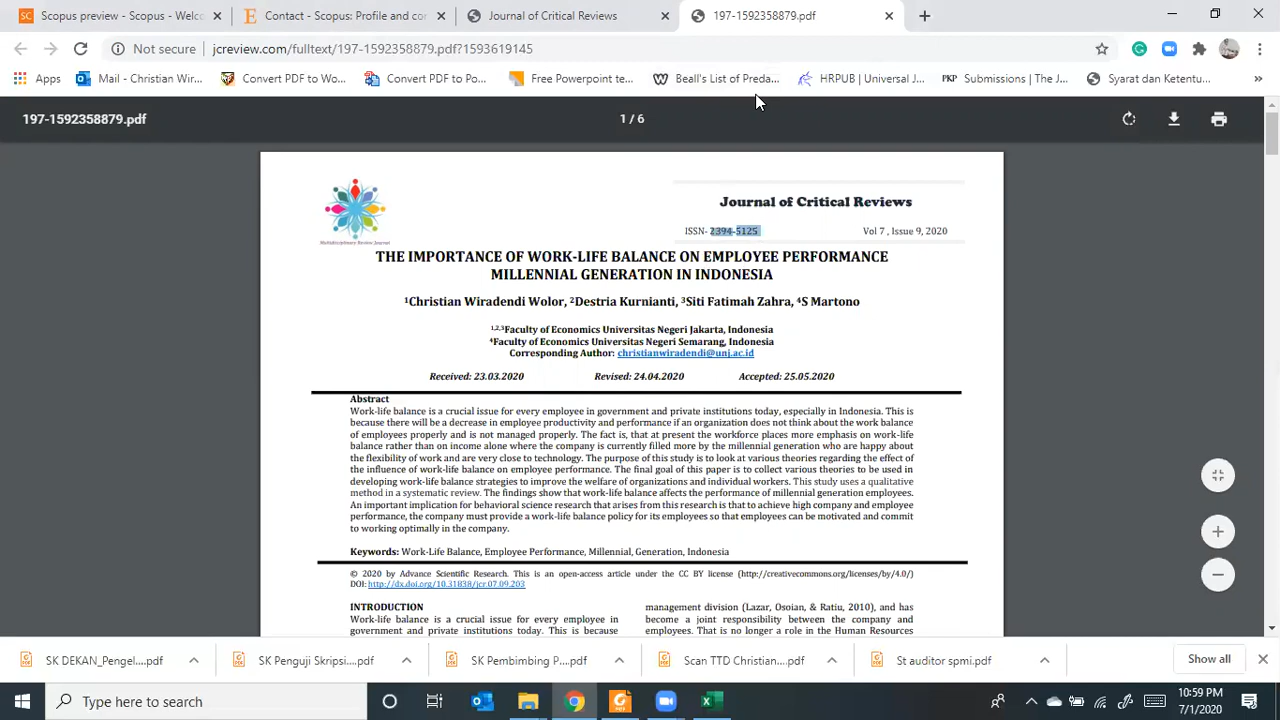 Scopus preview - Scopus - Welc
Contact - Scopus: Profile and cor
Journal of Critical Reviews
197-1592358879.pdf
Not secure
jcreview.com/fulltext/197-1592358879.pdf?1593619145
Apps
Mail - Christian Wir...
Convert PDF to Wo...
Convert PDF to Po...
Free Powerpoint te...
Beall's List of Preda...
HRPUB | Universal J...
PKP
Submissions | The J...
Syarat dan Ketentu...
197-1592358879.pdf
1 / 6
Multidisciplinary Review Journal
Journal of Critical Reviews
ISSN- 2394-5125
Vol 7 , Issue 9, 2020
THE IMPORTANCE OF WORK-LIFE BALANCE ON EMPLOYEE PERFORMANCE
MILLENNIAL GENERATION IN INDONESIA
1Christian Wiradendi Wolor, 2Destria Kurnianti, 3Siti Fatimah Zahra, 4S Martono
1,2,3Faculty of Economics Universitas Negeri Jakarta, Indonesia
4Faculty of Economics Universitas Negeri Semarang, Indonesia
Corresponding Author: christianwiradendi@unj.ac.id
Received: 23.03.2020
Revised: 24.04.2020
Accepted: 25.05.2020
Abstract
Work-life balance is a crucial issue for every employee in government and private institutions today, especially in Indonesia. This is
because there will be a decrease in employee productivity and performance if an organization does not think about the work balance
of employees properly and is not managed properly. The fact is, that at present the workforce places more emphasis on work-life
balance rather than on income alone where the company is currently filled more by the millennial generation who are happy about
the flexibility of work and are very close to technology. The purpose of this study is to look at various theories regarding the effect of
the influence of work-life balance on employee performance. The final goal of this paper is to collect various theories to be used in
developing work-life balance strategies to improve the welfare of organizations and individual workers. This study uses a qualitative
method in a systematic review. The findings show that work-life balance affects the performance of millennial generation employees.
An important implication for behavioral science research that arises from this research is that to achieve high company and employee
performance, the company must provide a work-life balance policy for its employees so that employees can be motivated and commit
to working optimally in the company.
Keywords: Work-Life Balance, Employee Performance, Millennial, Generation, Indonesia
© 2020 by Advance Scientific Research. This is an open-access article under the CC BY license (http://creativecommons.org/licenses/by/4.0/)
DOI: http://dx.doi.org/10.31838/jcr.07.09.203
INTRODUCTION
Work-life balance is a crucial issue for every employee in
government and private institutions today. This is because
management division (Lazar, Osoian, & Ratiu, 2010), and has
become a joint responsibility between the company and
employees. That is no longer a role in the Human Resources
SK DEKAN_Pengel....pdf
SK Penguji Skripsi....pdf
SK Pembimbing P....pdf
Scan TTD Christian....pdf
St auditor spmi.pdf
Show all
Type here to search
10:59 PM
7/1/2020